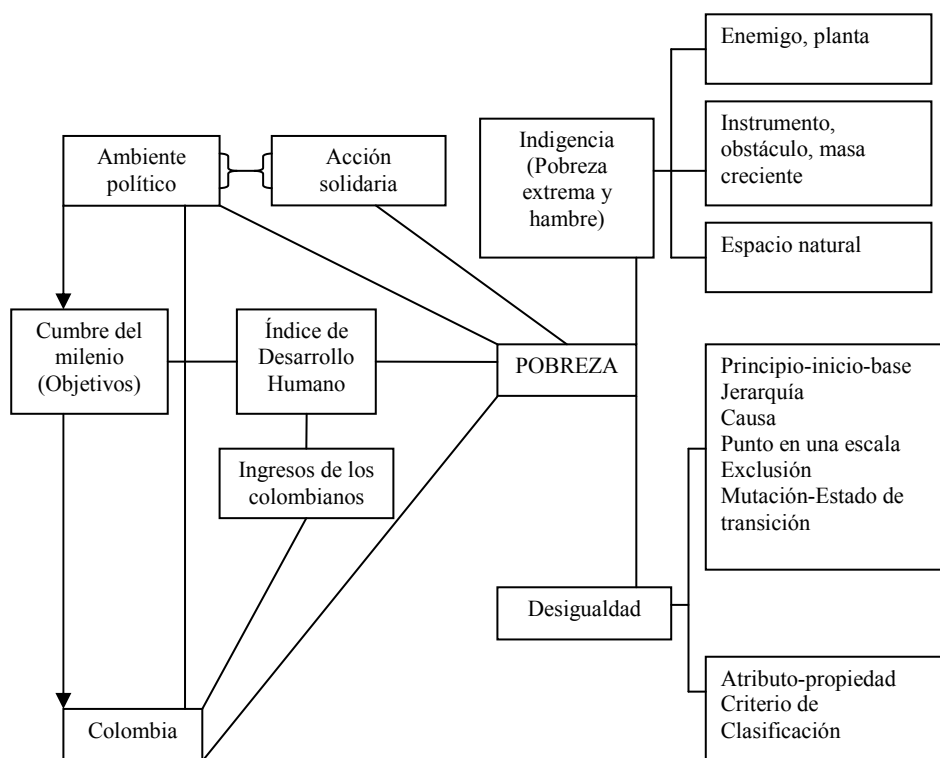 Enemigo, planta
Instrumento,
obstáculo, masa
creciente
Espacio natural
Indigencia
(Pobreza
extrema y
hambre)
Ambiente
político
Acción
solidaria
Cumbre del
milenio
(Objetivos)
Índice de
Desarrollo
Humano
POBREZA
Ingresos de los
colombianos
Principio-inicio-base
Jerarquía
Causa
Punto en una escala
Exclusión
Mutación-Estado de
transición
Desigualdad
Atributo-propiedad
Criterio de
Clasificación
Colombia